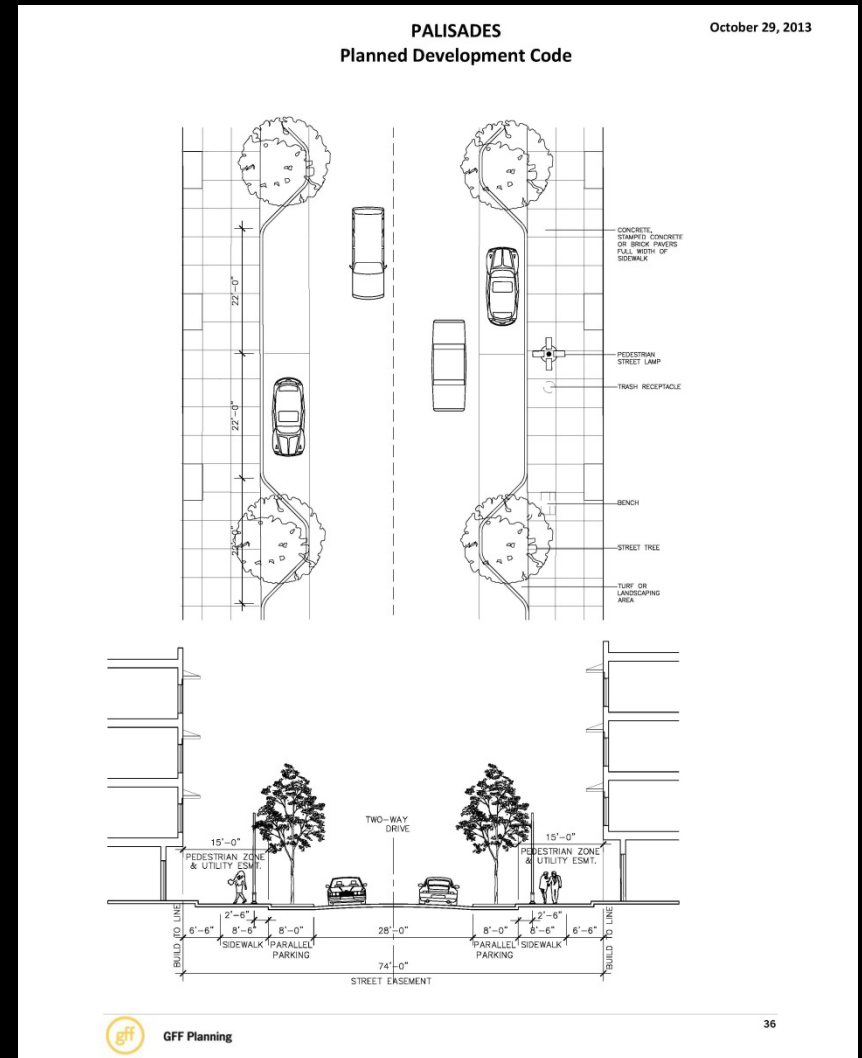 PALISADES
Planned Development Code
October 29, 2013
CONCRETE,
STAMPED CONCRETE
OR BRICK PAVERS
FULL WIDTH OF
SIDEWALK
22'-0"
PEDESTRIAN
STREET LAMP
TRASH RECEPTACLE
22'-0"
BENCH
22'-0"
STREET TREE
TURF OR
LANDSCAPING
AREA
TWO-WAY
DRIVE
15'-0"
PEDESTRIAN ZONE
& UTILITY ESMT.
15'-0"
PEDESTRIAN ZONE
& UTILITY ESMT.
2'-6"
2'-6"
BUILD TO LINE
6'-6"
8'-6"
8'-0"
28'-0"
8'-0"
8'-6"
6'-6"
BUILD TO LINE
SIDEWALK
PARALLEL
PARKING
PARALLEL
PARKING
SIDEWALK
74'-0"
STREET EASEMENT
gff
GFF Planning
36